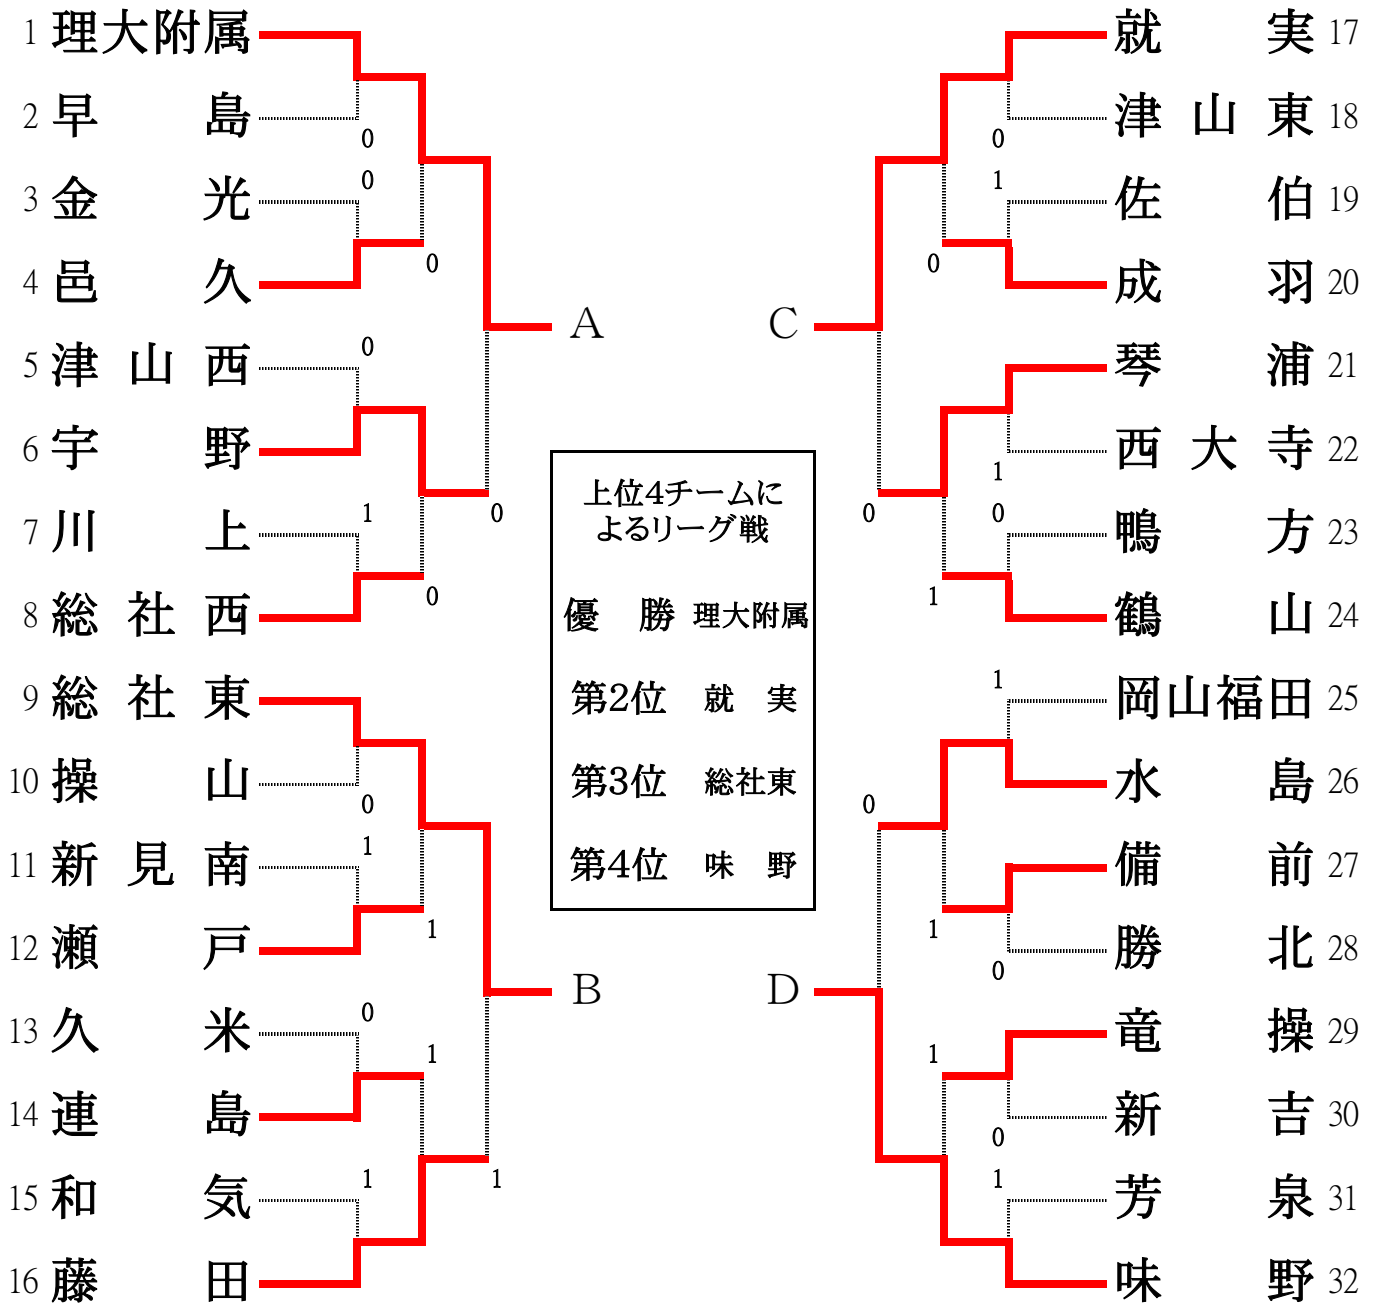 1 理大附属
2 早島
0
3 金光
0
4 邑久
0
5 津山西
0
6 宇野
7 川上
1
0
8 総社西
0
A
9 総社東
10 操山
0
11 新見南
1
12 瀬戸
1
13 久米
0
14 連島
1
15 和気
1
1
16 藤田
B
上位4チームに
よるリーグ戦
優勝 理大附属
第2位 就実
第3位 総社東
第4位 味野
C
就実 17
津山東 18
0
佐伯 19
1
成羽 20
0
琴浦 21
西大寺 22
1
鴨方 23
0
0
鶴山 24
1
岡山福田 25
1
水島 26
0
備前 27
勝北 28
1
0
D
竜操 29
1
新吉 30
0
芳泉 31
1
味野 32